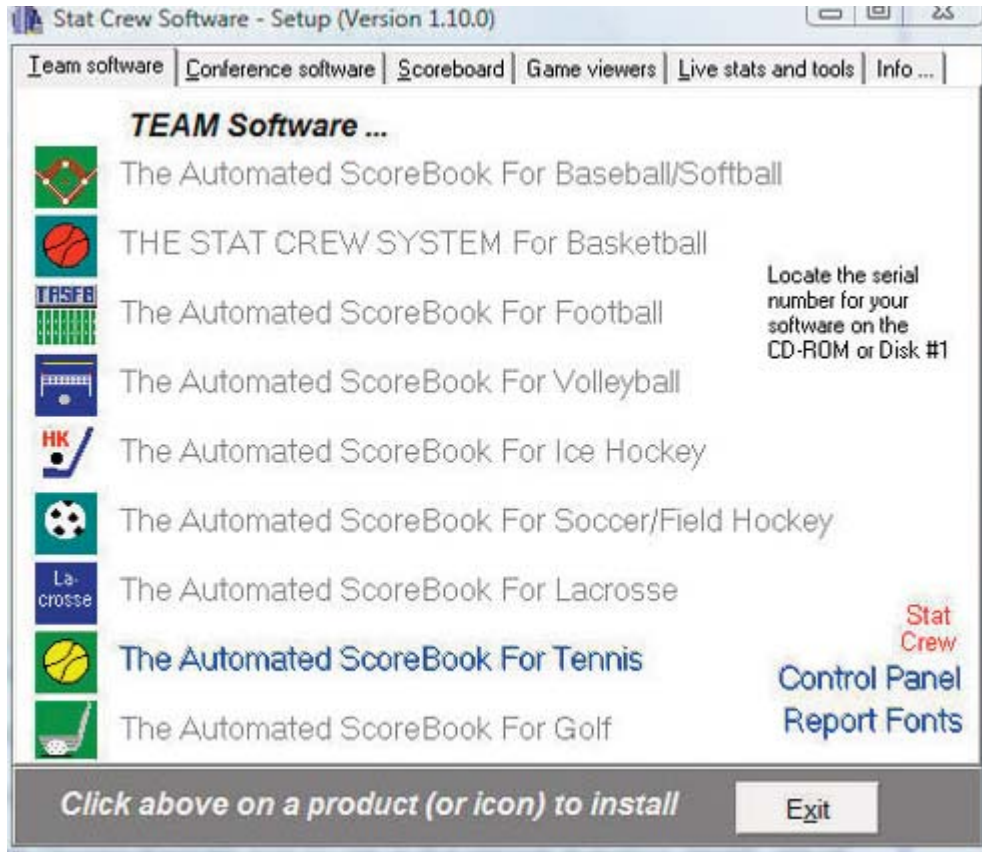 Stat Crew Software - Setup (Version 1.10.0)
Team software Conference software Scoreboard Game viewers Live stats and tools Info ...
TEAM Software ...
The Automated ScoreBook For Baseball/Softball
THE STAT CREW SYSTEM For Basketball
TASFB
The Automated ScoreBook For Football
The Automated ScoreBook For Volleyball
HK
The Automated ScoreBook For Ice Hockey
The Automated ScoreBook For Soccer/Field Hockey
La-
crosse
The Automated ScoreBook For Lacrosse
The Automated ScoreBook For Tennis
The Automated ScoreBook For Golf
Locate the serial
number for your
software on the
CD-ROM or Disk #1
Stat
Crew
Control Panel
Report Fonts
Click above on a product (or icon) to install
Exit